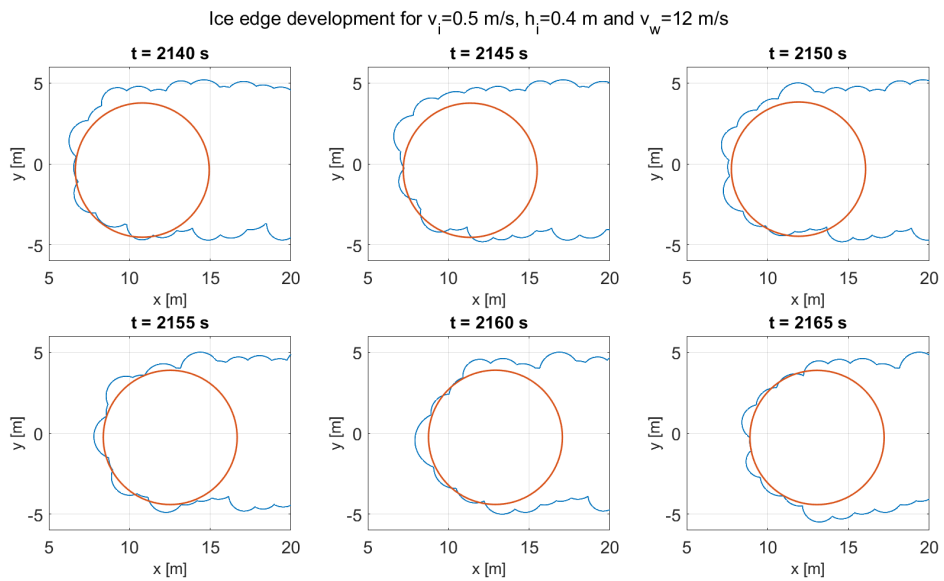 Ice edge development for v_i=0.5 m/s, h_i=0.4 m and v_w=12 m/s
t = 2140 s
t = 2145 s
t = 2150 s
5
0
-5
y [m]
5 10 15 20
x [m]
5
0
-5
y [m]
5 10 15 20
x [m]
5
0
-5
y [m]
5 10 15 20
x [m]
t = 2155 s
t = 2160 s
t = 2165 s
5
0
-5
y [m]
5 10 15 20
x [m]
5
0
-5
y [m]
5 10 15 20
x [m]
5
0
-5
y [m]
5 10 15 20
x [m]